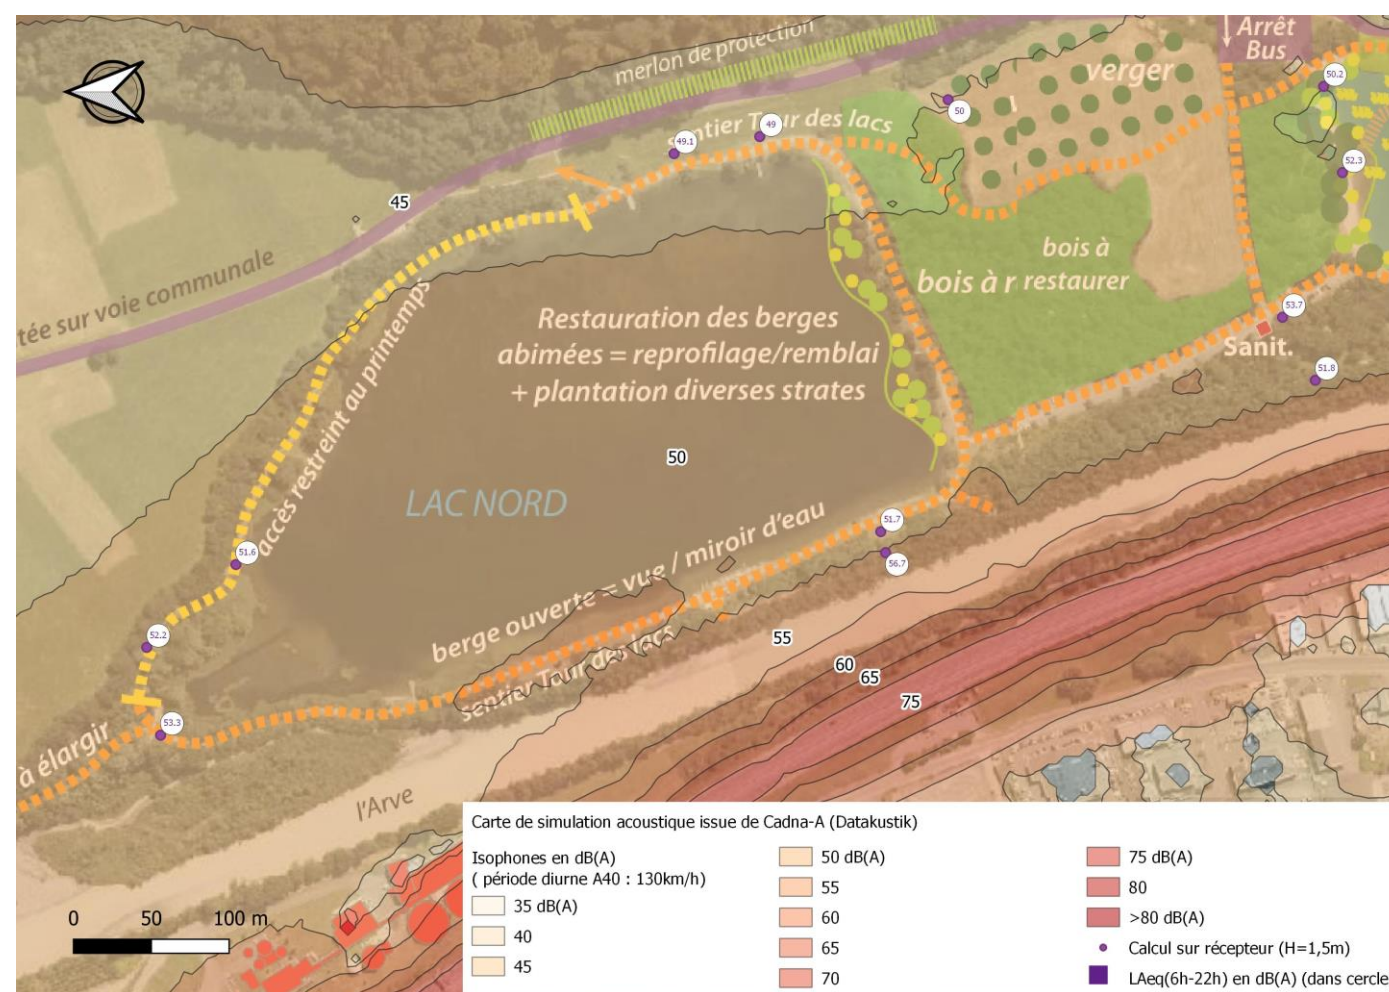 merlon de protection
Arrêt
Bus
verger
50.2
50
49
sentier Tour des lacs
49.1
52.3
45
tée sur voie communale
accès restreint au printemps
bois à
restaurer
bois à r
53.7
Sanit.
51.8
Restauration des berges
abimées = reprofilage/remblai
+ plantation diverses strates
50
LAC NORD
51.7
56.7
51.6
berge ouverte = vue / miroir d'eau
sentier Tour des lacs
52.2
53.3
55
60
65
75
à élargir
l'Arve
0 50 100 m
Carte de simulation acoustique issue de Cadna-A (Datakustik)
Isophones en dB(A)
( période diurne A40 : 130km/h)
35 dB(A)
40
45
50 dB(A)
55
60
65
70
75 dB(A)
80
>80 dB(A)
Calcul sur récepteur (H=1,5m)
LAeq(6h-22h) en dB(A) (dans cercle